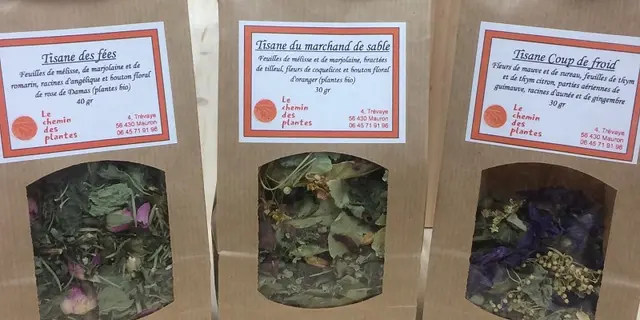 Tisane des fées
Feuilles de mélisse, de marjolaine et de
romarin, racines d'angélique et bouton floral
de rose de Damas (plantes bio)
40 gr
Le
chemin
des
plantes
4, Trévaye
56 430 Mauron
06 45 71 91 96
Tisane du marchand de sable
Feuilles de mélisse et de marjolaine, bractées
de tilleul, fleurs de coquelicot et bouton floral
d'oranger (plantes bio)
30 gr
Le
chemin
des
plantes
4, Trévaye
56 430 Mauron
06 45 71 91 96
Tisane Coup de froid
Fleurs de mauve et de sureau, feuilles de thym
et de thym citron, parties aériennes de
guimauve, racines d'aunée et de gingembre
30 gr
Le
chemin
des
plantes
4, Trévaye
56 430 Mauron
06 45 71 91 96